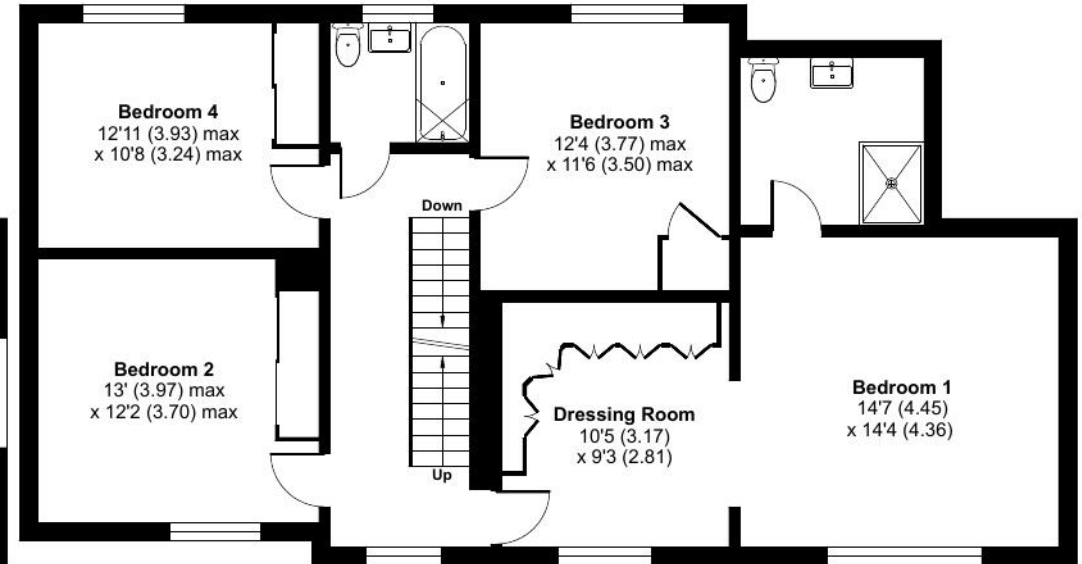 Bedroom 4
12'11 (3.93) max
x 10'8 (3.24) max
Bedroom 3
12'4 (3.77) max
x 11'6 (3.50) max
Down
Bedroom 2
13' (3.97) max
x 12'2 (3.70) max
Up
Dressing Room
10'5 (3.17)
x 9'3 (2.81)
Bedroom 1
14'7 (4.45)
x 14'4 (4.36)